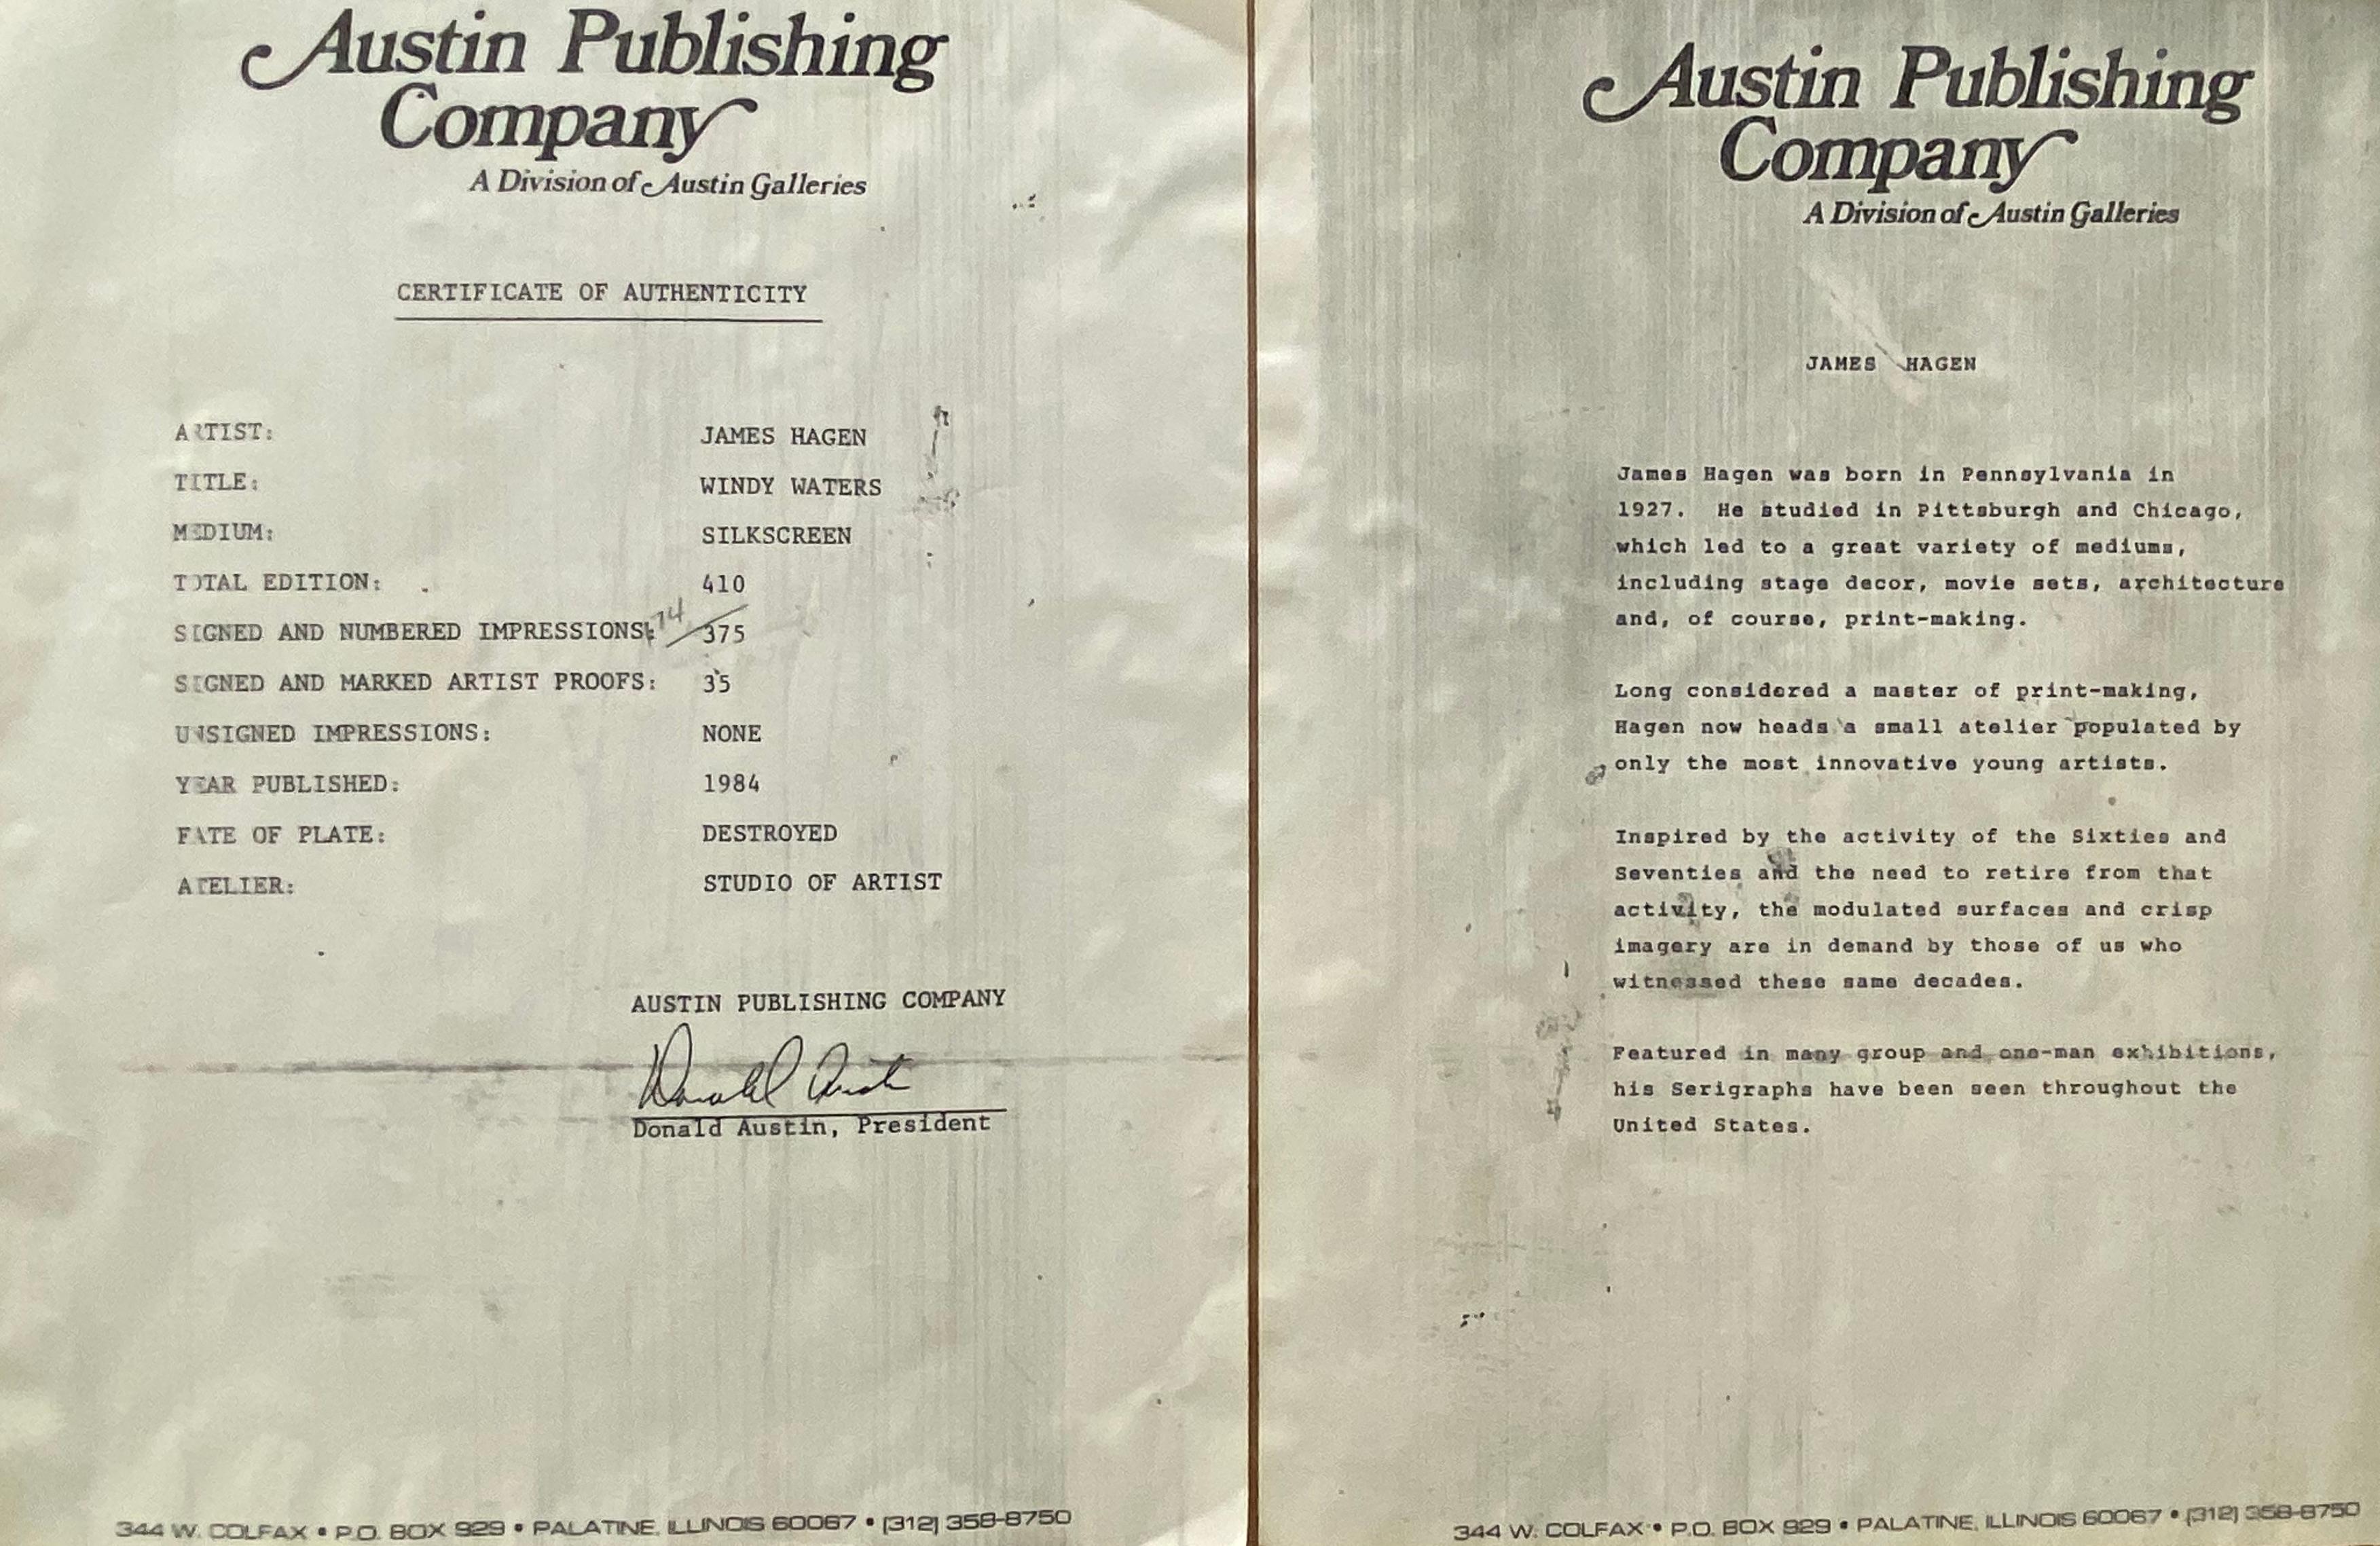 Austin Publishing
Company
A Division of Austin Galleries
CERTIFICATE OF AUTHENTICITY
ARTIST: JAMES HAGEN
TITLE: WINDY WATERS
MEDIUM: SILKSCREEN
TOTAL EDITION: 410
SIGNED AND NUMBERED IMPRESSIONS: 74/375
SIGNED AND MARKED ARTIST PROOFS: 35
UNSIGNED IMPRESSIONS: NONE
YEAR PUBLISHED: 1984
FATE OF PLATE: DESTROYED
ATELIER: STUDIO OF ARTIST
AUSTIN PUBLISHING COMPANY
Donald Austin
Donald Austin, President
344 W. COLFAX • P.O. BOX 929 • PALATINE, ILLINOIS 60067 • (312) 358-8750
Austin Publishing
Company
A Division of Austin Galleries
JAMES HAGEN
James Hagen was born in Pennsylvania in
1927. He studied in Pittsburgh and Chicago,
which led to a great variety of mediums,
including stage decor, movie sets, architecture
and, of course, print-making.
Long considered a master of print-making,
Hagen now heads a small atelier populated by
only the most innovative young artists.
Inspired by the activity of the Sixties and
Seventies and the need to retire from that
activity, the modulated surfaces and crisp
imagery are in demand by those of us who
witnessed these same decades.
Featured in many group and one-man exhibitions,
his Serigraphs have been seen throughout the
United States.
344 W. COLFAX • P.O. BOX 929 • PALATINE, ILLINOIS 60067 • (312) 358-8750